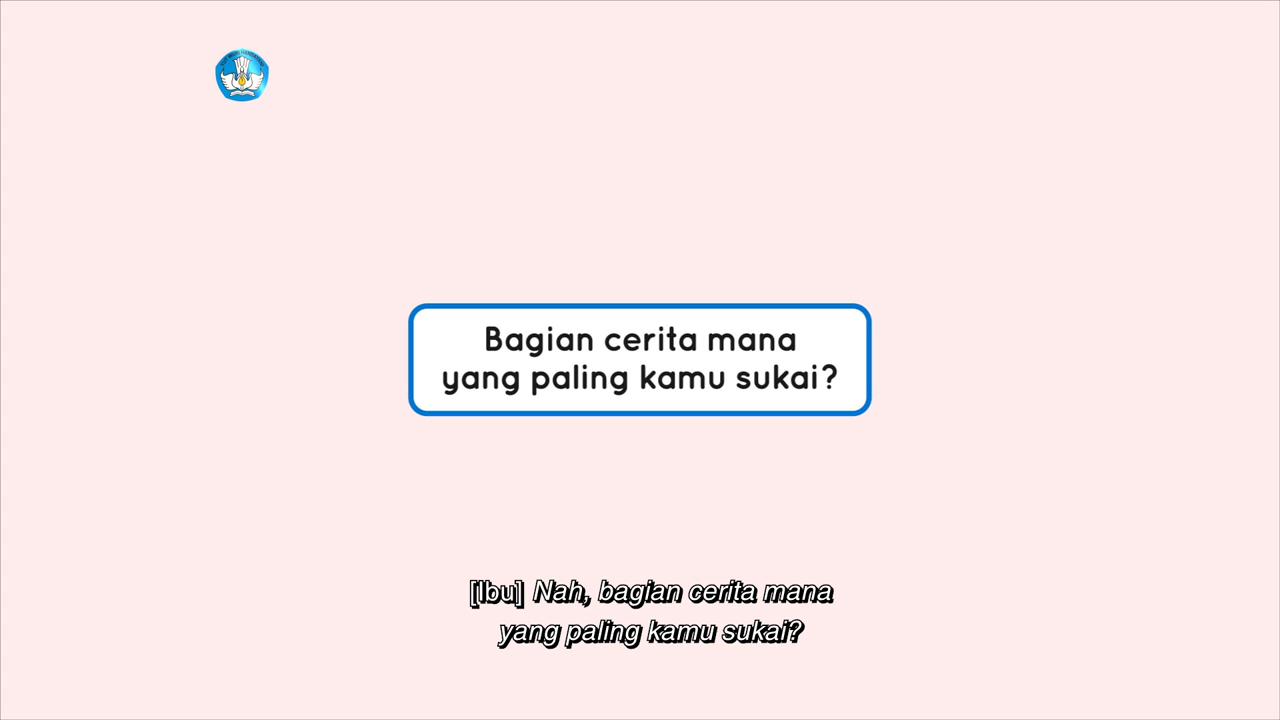 Bagian cerita mana
yang paling kamu sukai?
[Ibu] Nah, bagian cerita mana
yang paling kamu sukai?